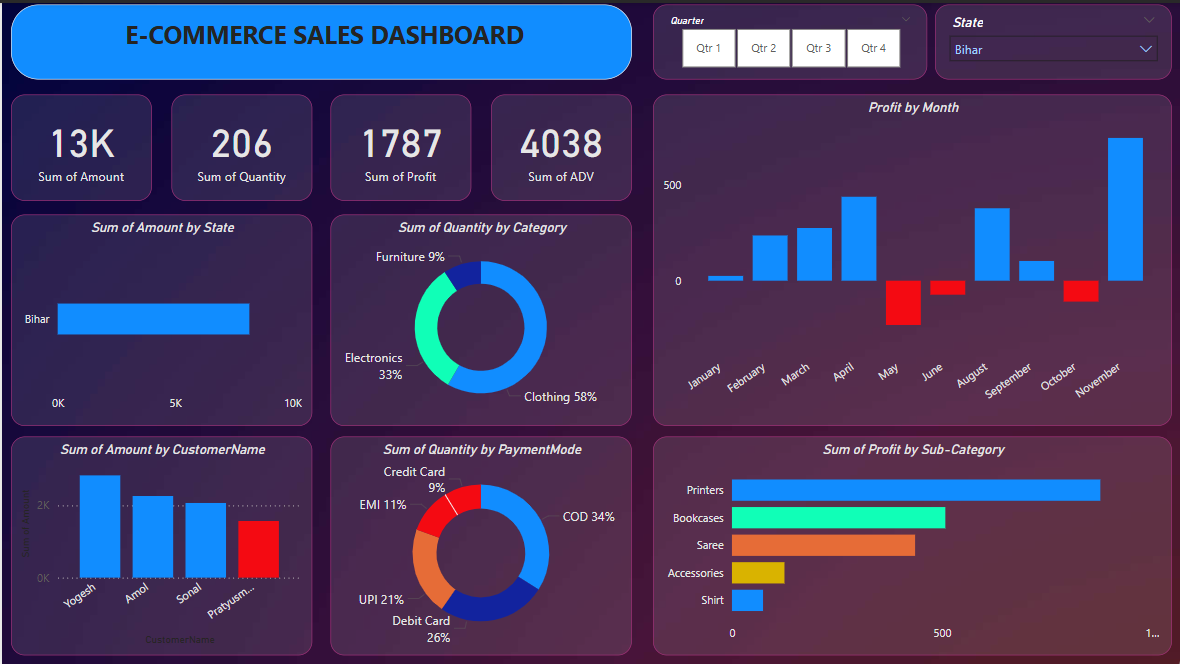 E-COMMERCE SALES DASHBOARD
Quarter
Qtr 1
Qtr 2
Qtr 3
Qtr 4
State
Bihar
13K
Sum of Amount
206
Sum of Quantity
1787
Sum of Profit
4038
Sum of ADV
Profit by Month
500
0
January
February
March
April
May
June
August
September
October
November
Sum of Amount by State
Bihar
0K
5K
10K
Sum of Quantity by Category
Furniture 9%
Electronics
33%
Clothing 58%
Sum of Amount by CustomerName
Sum of Amount
2K
0K
Yogesh
Amol
Sonal
Pratyusm...
CustomerName
Sum of Quantity by PaymentMode
Credit Card
9%
EMI 11%
COD 34%
UPI 21%
Debit Card
26%
Sum of Profit by Sub-Category
Printers
Bookcases
Saree
Accessories
Shirt
0
500
1...